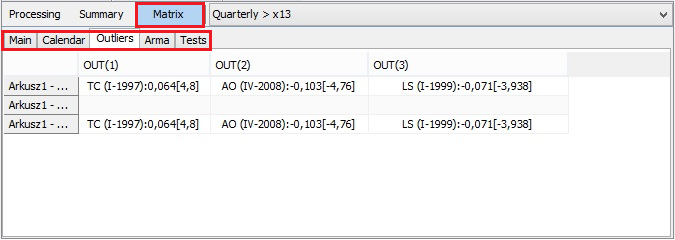 Processing Summary Matrix Quarterly > x13
Main Calendar Outliers Arma Tests
OUT(1) OUT(2) OUT(3)
Arkusz1 - ... TC (I-1997):0,064[4,8] AO (IV-2008):-0,103[-4,76] LS (I-1999):-0,071[-3,938]
Arkusz1 - ...
Arkusz1 - ... TC (I-1997):0,064[4,8] AO (IV-2008):-0,103[-4,76] LS (I-1999):-0,071[-3,938]